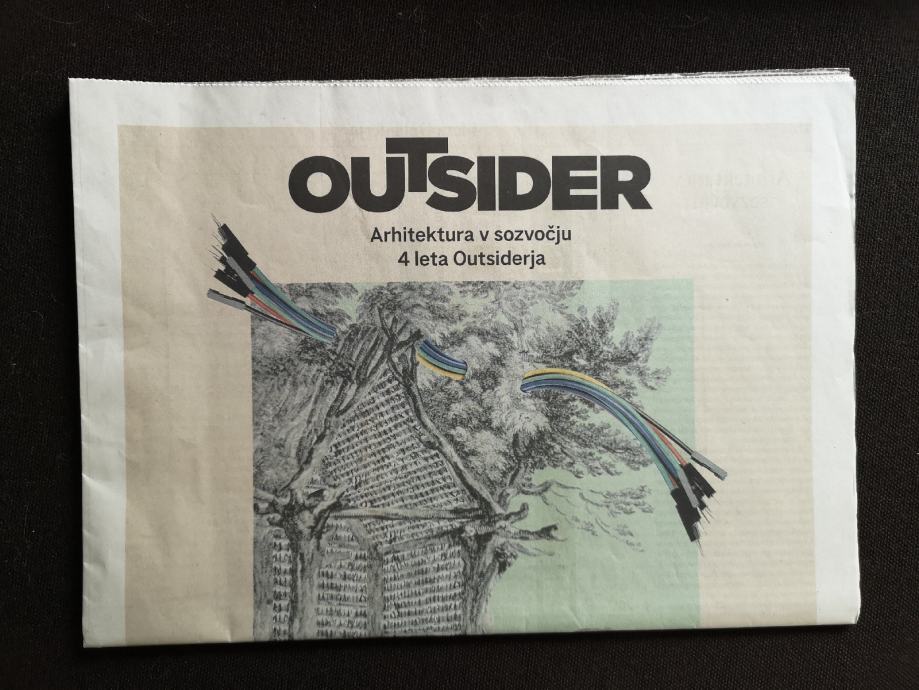 OUTSIDER
Arhitektura v sozvočju
4 leta Outsiderja